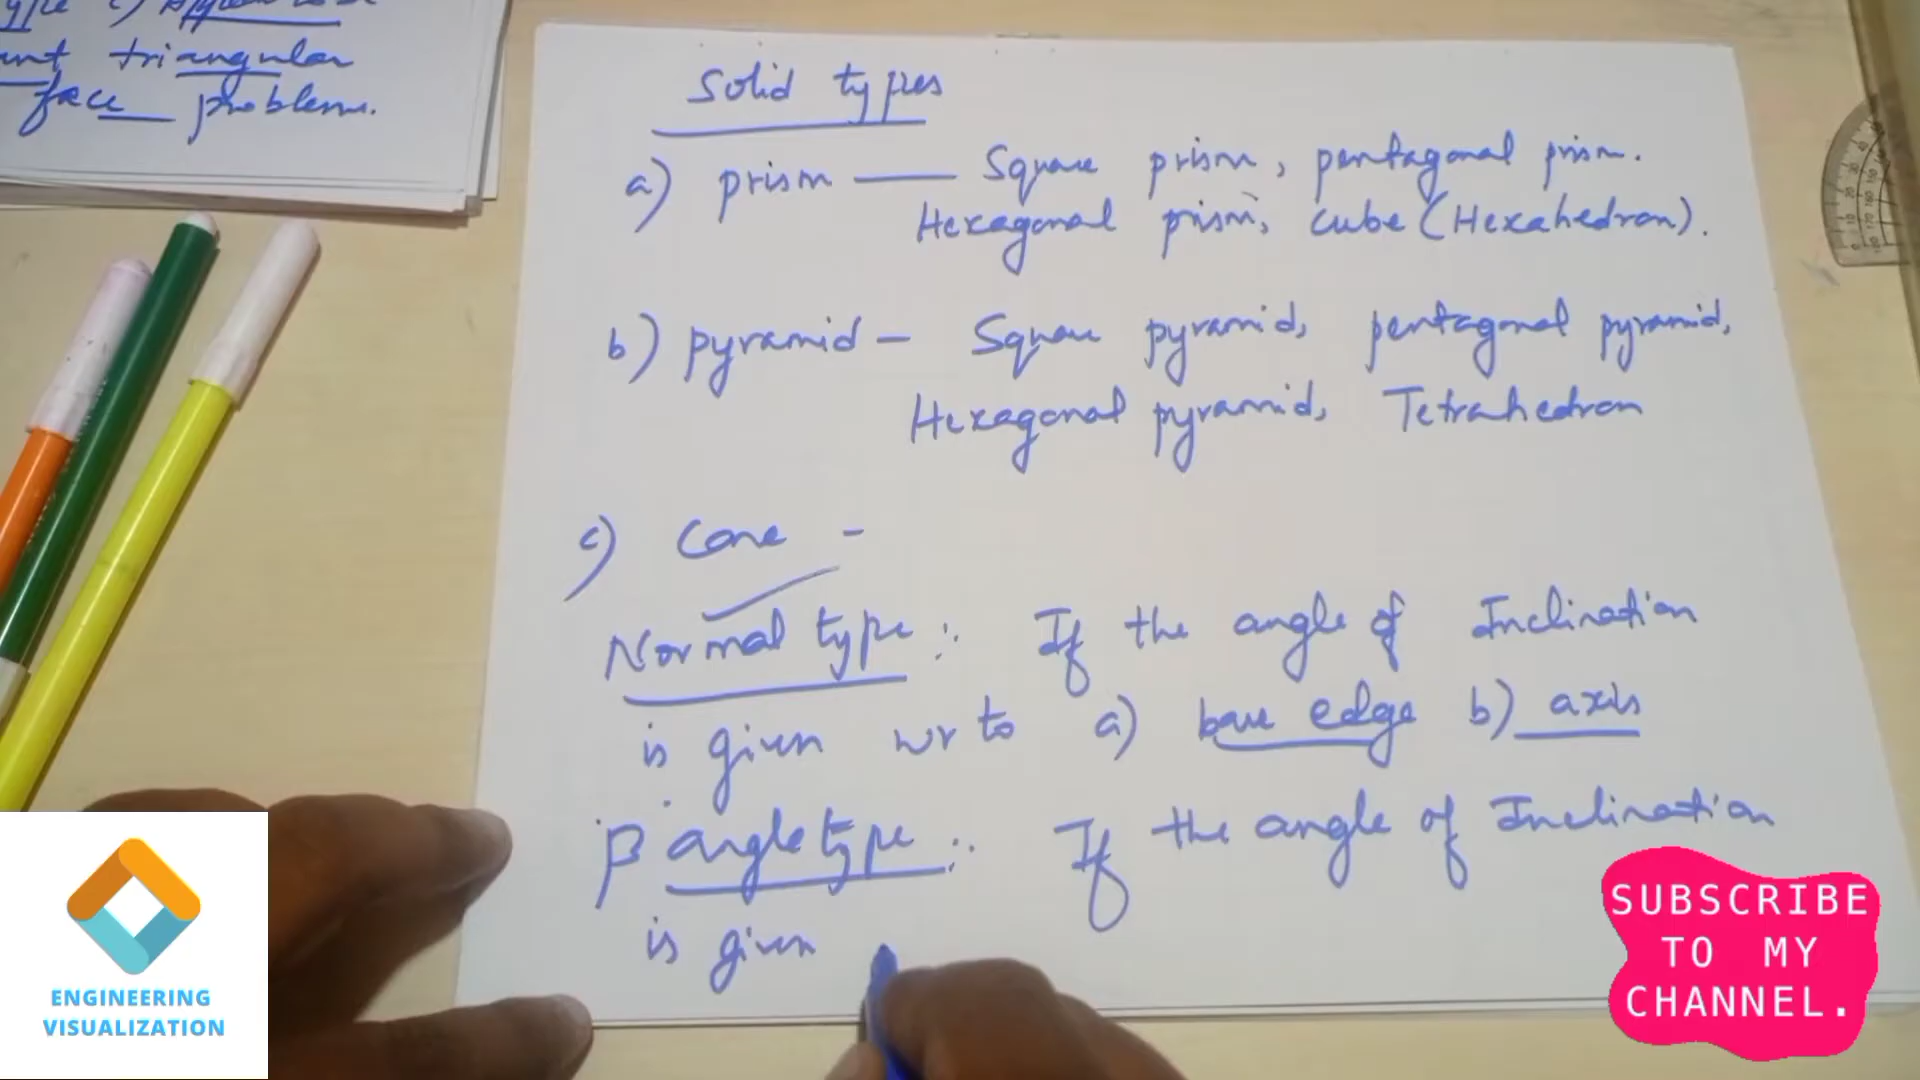 type c) 
unt triangular
face problems.
Solid types
a) prism — Square prism, pentagonal prism.
Hexagonal prism, cube (Hexahedron).
b) pyramid – Square pyramid, pentagonal pyramid,
Hexagonal pyramid, Tetrahedron
c) Cone -
Normal type :. If the angle of Inclination
is given wr to a) base edge b) axis
β angle type :. If the angle of Inclination
is given
ENGINEERING
VISUALIZATION
SUBSCRIBE
TO MY
CHANNEL.